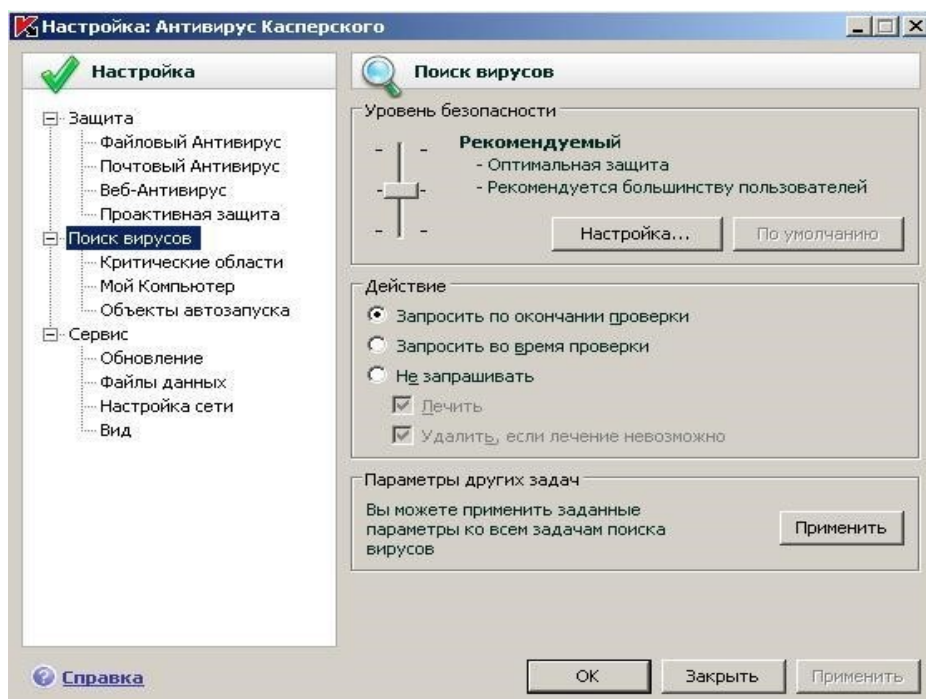 Настройка: Антивирус Касперского
Настройка
Защита
Файловый Антивирус
Почтовый Антивирус
Веб-Антивирус
Проактивная защита
Поиск вирусов
Критические области
Мой Компьютер
Объекты автозапуска
Сервис
Обновление
Файлы данных
Настройка сети
Вид
Справка
Поиск вирусов
Уровень безопасности
Рекомендуемый
- Оптимальная защита
- Рекомендуется большинству пользователей
Настройка...
По умолчанию
Действие
Запросить по окончании проверки
Запросить во время проверки
Не запрашивать
Лечить
Удалить, если лечение невозможно
Параметры других задач
Вы можете применить заданные
параметры ко всем задачам поиска
вирусов
Применить
OK
Закрыть
Применить